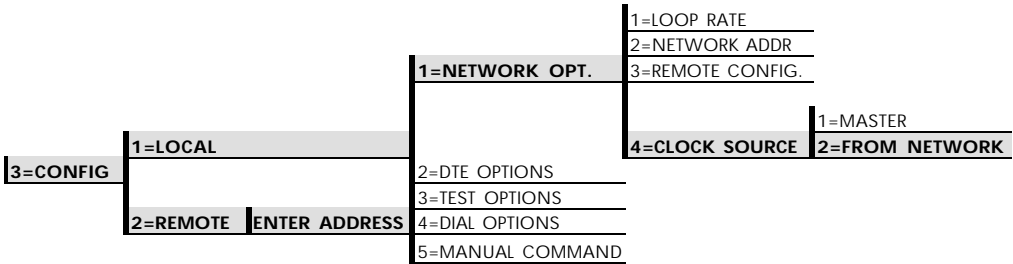 1=LOOP RATE
2=NETWORK ADDR
1=NETWORK OPT. 3=REMOTE CONFIG.
1=MASTER
1=LOCAL 4=CLOCK SOURCE 2=FROM NETWORK
3=CONFIG 2=DTE OPTIONS
3=TEST OPTIONS
2=REMOTE ENTER ADDRESS 4=DIAL OPTIONS
5=MANUAL COMMAND